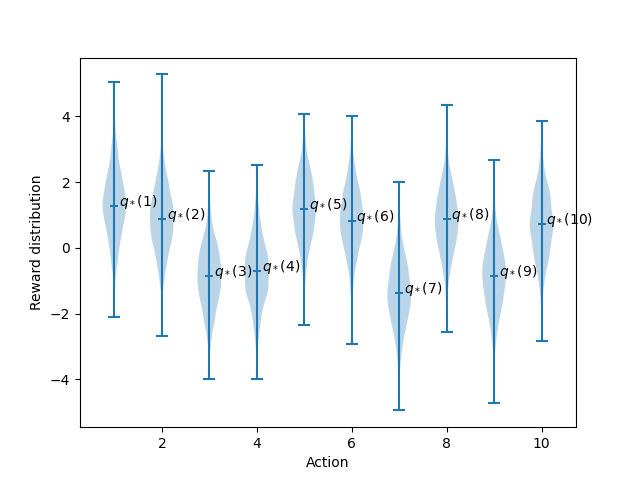 Reward distribution
4
2
0
−2
−4
q*(1)
q*(2)
q*(3)
q*(4)
q*(5)
q*(6)
q*(7)
q*(8)
q*(9)
q*(10)
2
4
6
8
10
Action